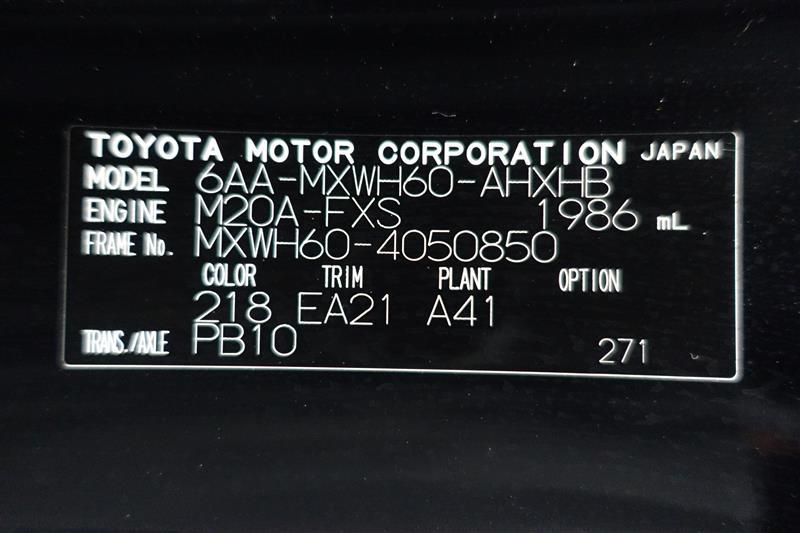 TOYOTA MOTOR CORPORATION JAPAN
MODEL 6AA-MXWH60-AHXHB
ENGINE M20A-FXS 1986 mL
FRAME No. MXWH60-4050850
COLOR TRIM PLANT OPTION
218 EA21 A41
TRANS./AXLE PB10 271